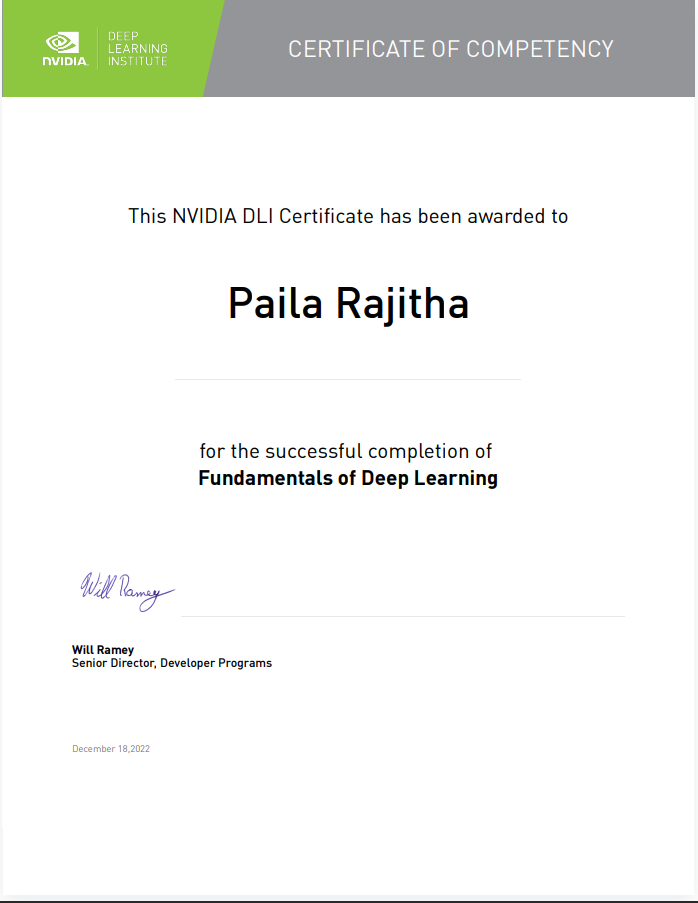 NVIDIA.
DEEP
LEARNING
INSTITUTE
CERTIFICATE OF COMPETENCY
This NVIDIA DLI Certificate has been awarded to
Paila Rajitha
for the successful completion of
Fundamentals of Deep Learning
Will Ramey
Will Ramey
Senior Director, Developer Programs
December 18,2022